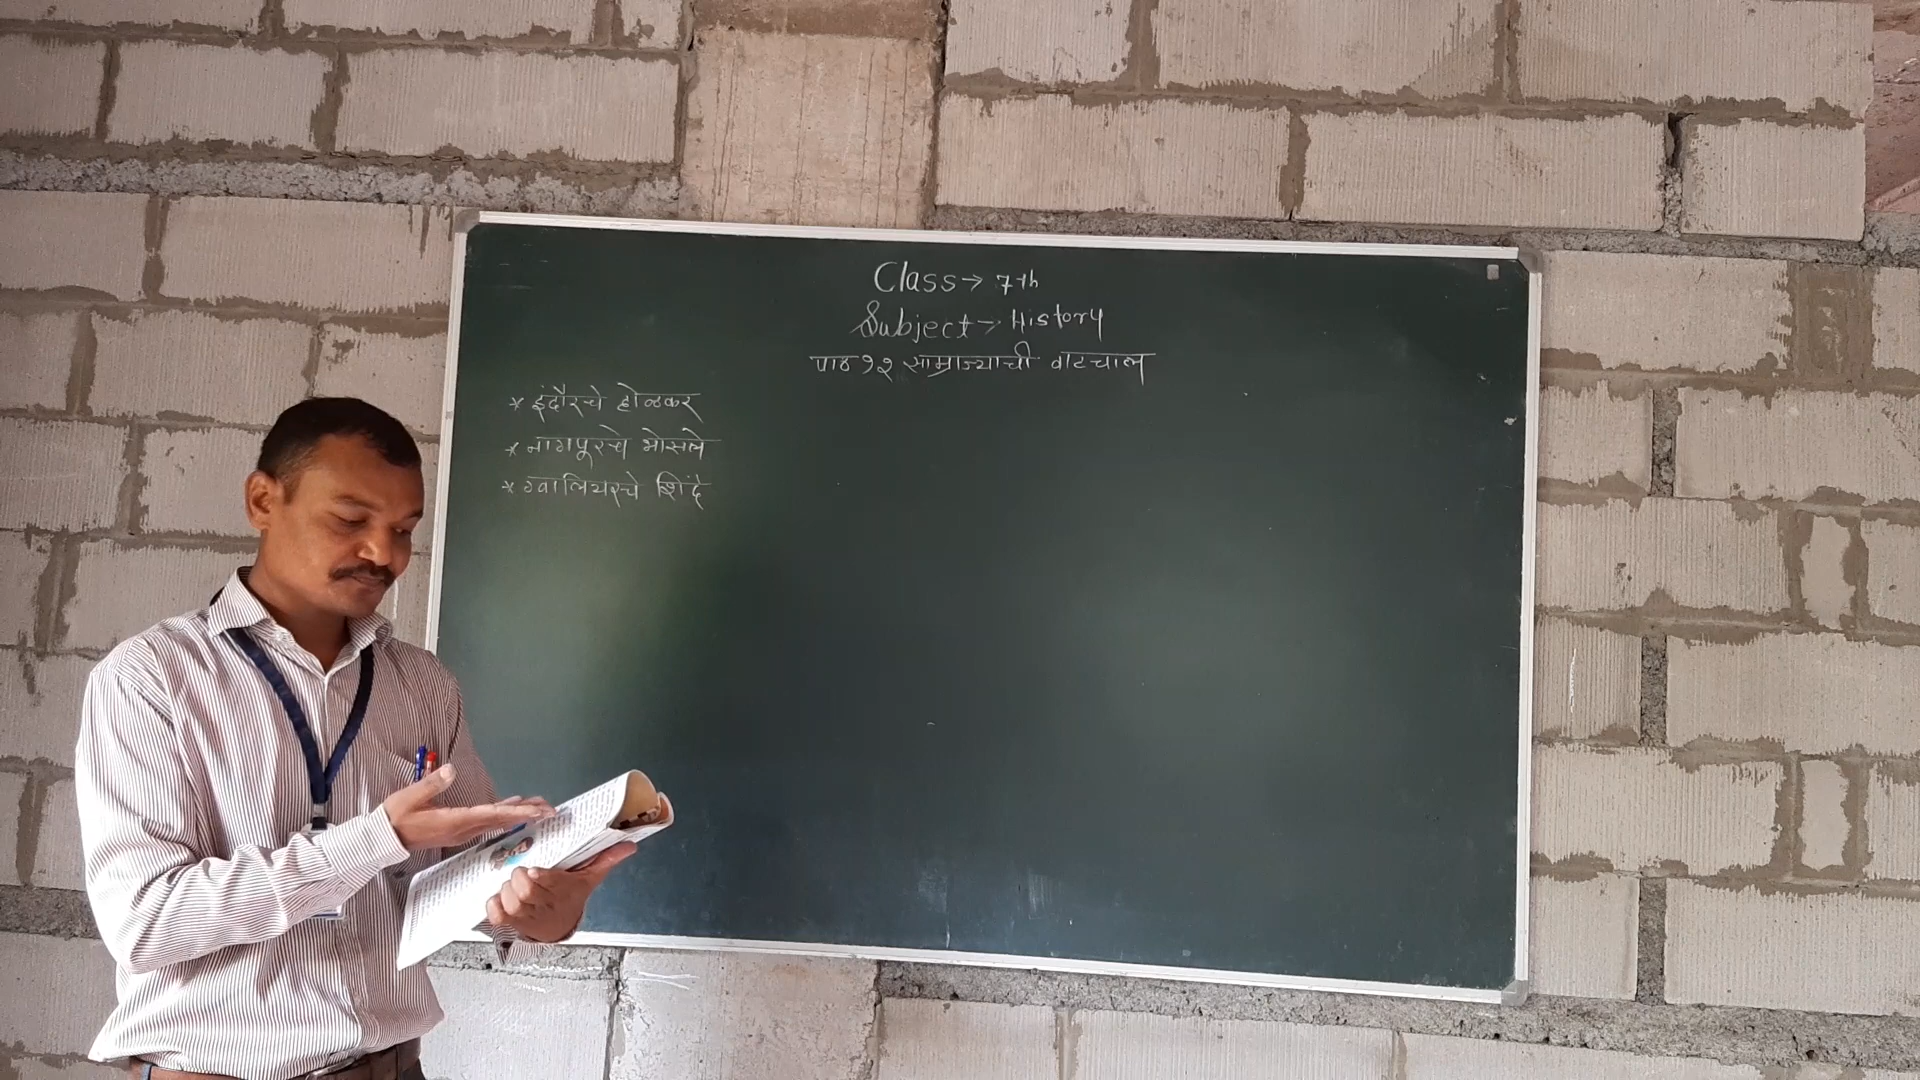 Class → 7th
Subject → History
पाठ १२ साम्राज्याची वाटचाल
* इंदौरचे होळकर
* नागपूरचे भोसले
* ग्वालियरचे शिंदे